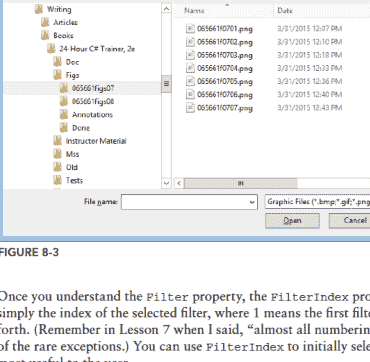 Writing
Articles
Books
24-Hour C# Trainer, 2e
Doc
Figs
065661figs07
065661figs08
Annotations
Done
Instructor Material
Mss
Old
Tests
Name
Date
065661f0701.png 3/31/2015 12:07 PM
065661f0702.png 3/31/2015 12:10 PM
065661f0703.png 3/31/2015 12:18 PM
065661f0704.png 3/31/2015 12:33 PM
065661f0705.png 3/31/2015 12:36 PM
065661f0706.png 3/31/2015 12:40 PM
065661f0707.png 3/31/2015 12:43 PM
File name: Graphic Files (*.bmp;*.gif;*.png
Open Cancel
FIGURE 8-3
Once you understand the Filter property, the FilterIndex pro
simply the index of the selected filter, where 1 means the first filte
forth. (Remember in Lesson 7 when I said, “almost all numberin
of the rare exceptions.) You can use FilterIndex to initially sele